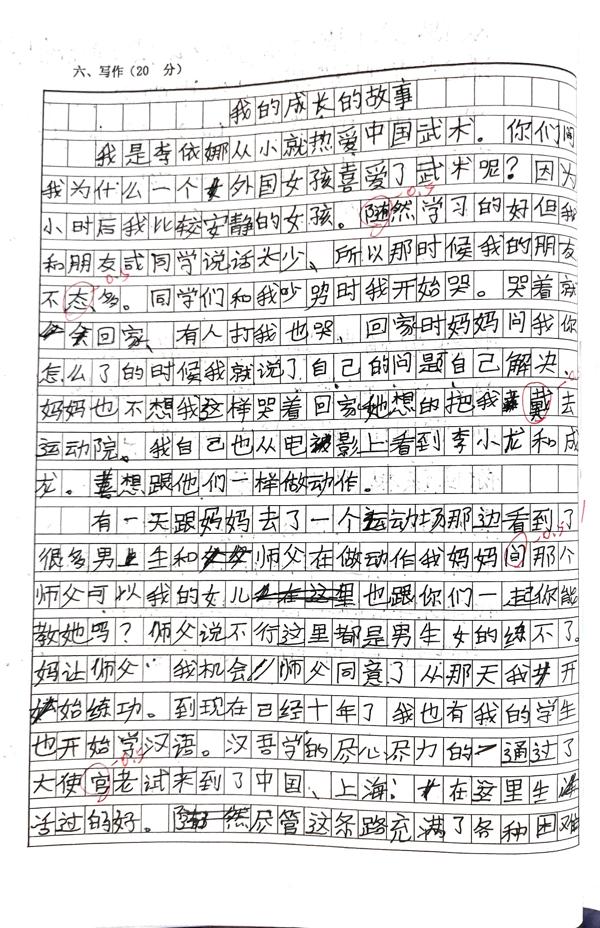 六、写作（20 分）
我的成长的故事
我是李依娜从小就热爱中国武术。你们问
我为什么一个外国女孩喜爱了武术呢？因为
小时后我比较安静的女孩。随然学习的好但我 -0.5
和朋友或同学说话太少、所以那时候我的朋友
不态多。同学们和我吵男时我开始哭。哭着就 -0.5
会回家、有人打我也哭、回家时妈妈问我你
怎么了的时候我就说了自己的问题自己解决.
妈妈也不想我这样哭着回家她想的把我戴去
运动院。我自己也从电影上看到李小龙和成
龙。想跟他们一样做动作.
有一天跟妈妈去了一个运动场那边看到了
很多男生和师父在做动作我妈妈间那个 -0.5
师父可以我的女儿也跟你们一起你能
教她吗？师父说不行这里都是男生女的练不了。
妈让师父 我机会师父同意了从那天我开
始练功。到现在已经十年了我也有我的学生
也开始学汉语。汉语学的尽心尽力的 通过了
大使宫考试来到了中国、上海！在这里生 -0.5
活过的好。尽管这条路充满了各种困难